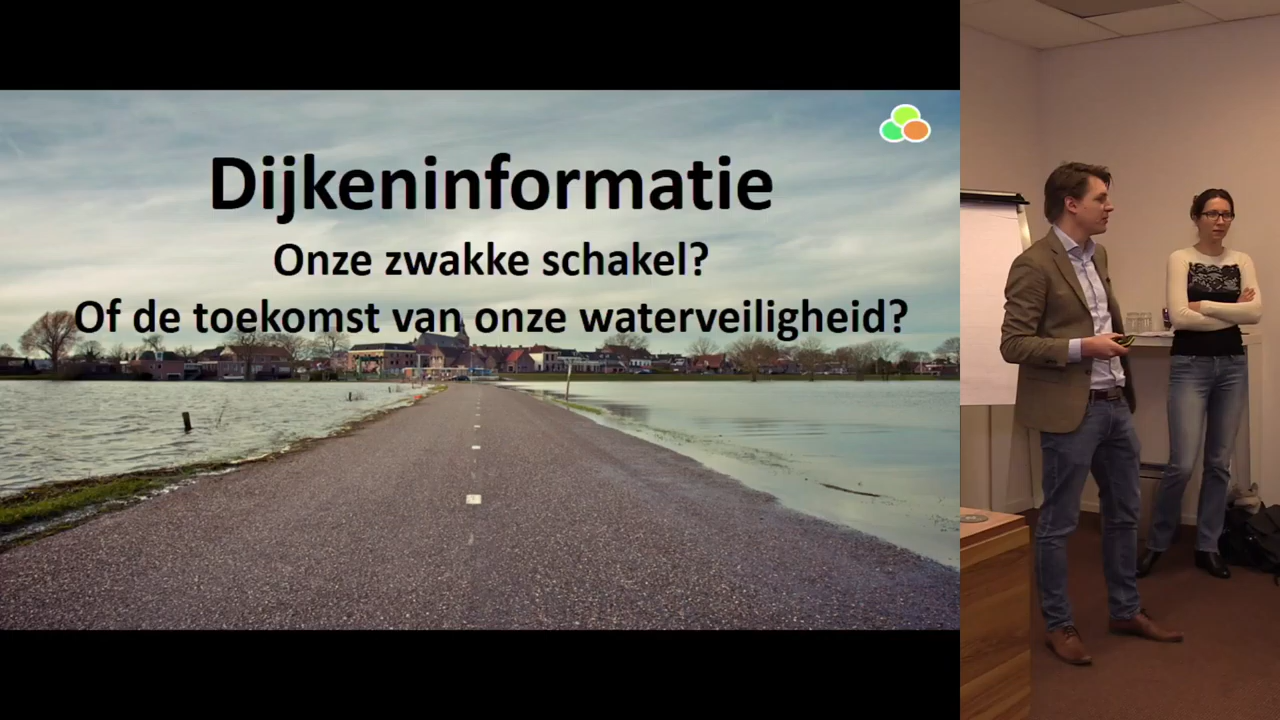 Dijkeninformatie
Onze zwakke schakel?
Of de toekomst van onze waterveiligheid?